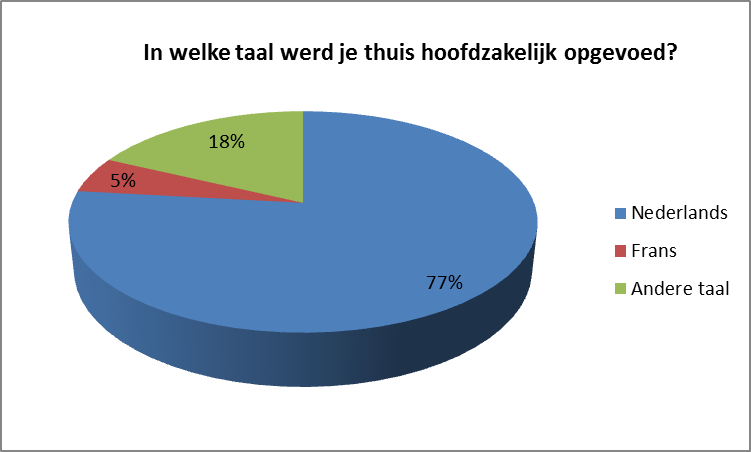 In welke taal werd je thuis hoofdzakelijk opgevoed?
18%
5%
77%
Nederlands
Frans
Andere taal